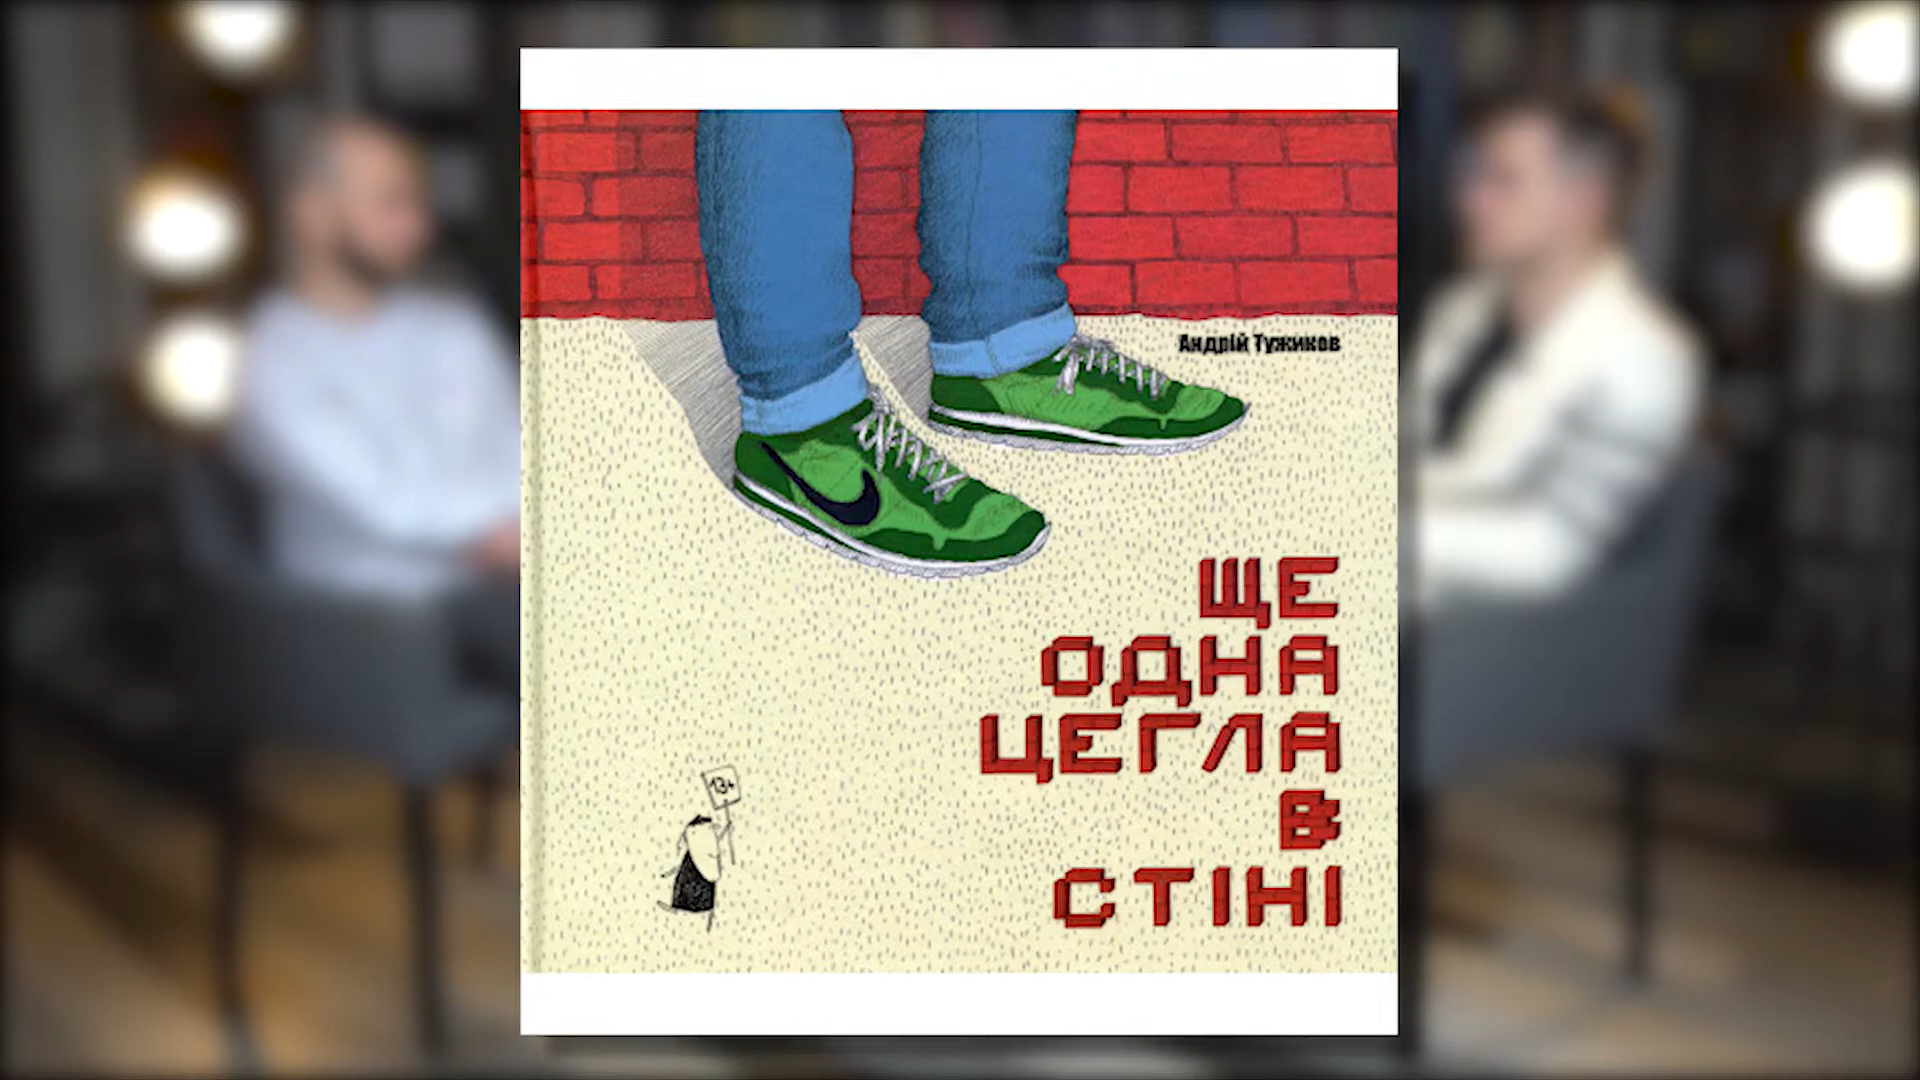 Андрій Тужиков
ЩЕ
ОДНА
ЦЕГЛА
В
СТІНІ
13+